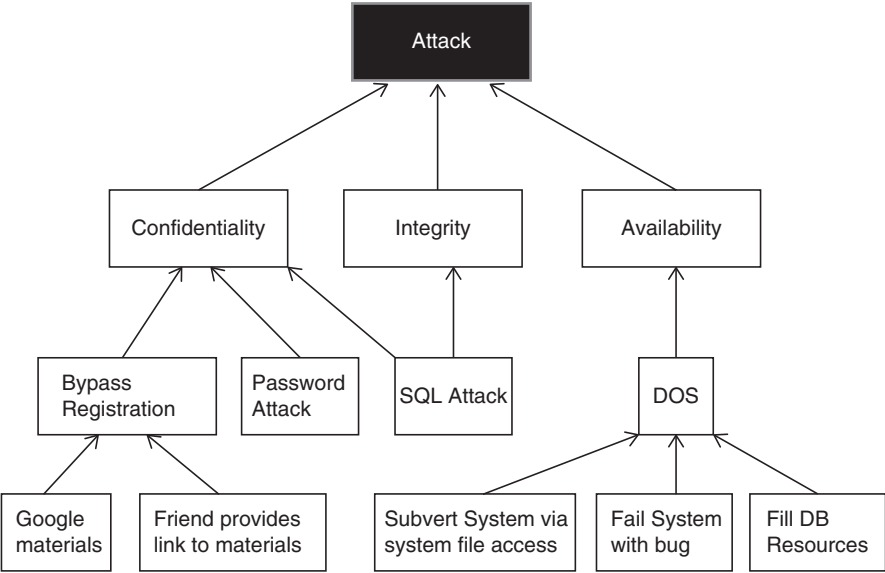 Attack
Confidentiality
Integrity
Availability
Bypass
Registration
Password
Attack
SQL Attack
DOS
Google
materials
Friend provides
link to materials
Subvert System via
system file access
Fail System
with bug
Fill DB
Resources